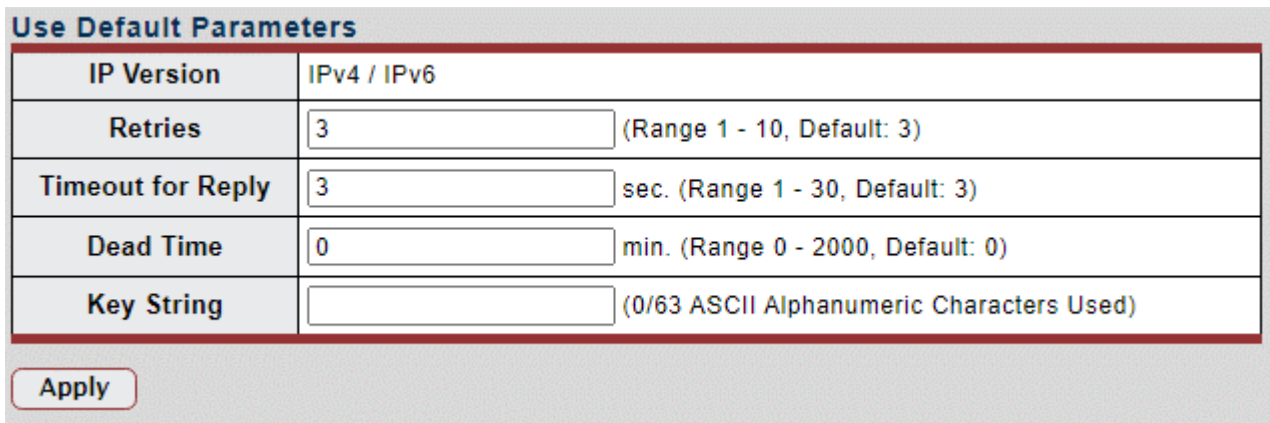 Use Default Parameters
IP Version IPv4 / IPv6
Retries 3 (Range 1 - 10, Default: 3)
Timeout for Reply 3 sec. (Range 1 - 30, Default: 3)
Dead Time 0 min. (Range 0 - 2000, Default: 0)
Key String (0/63 ASCII Alphanumeric Characters Used)
Apply